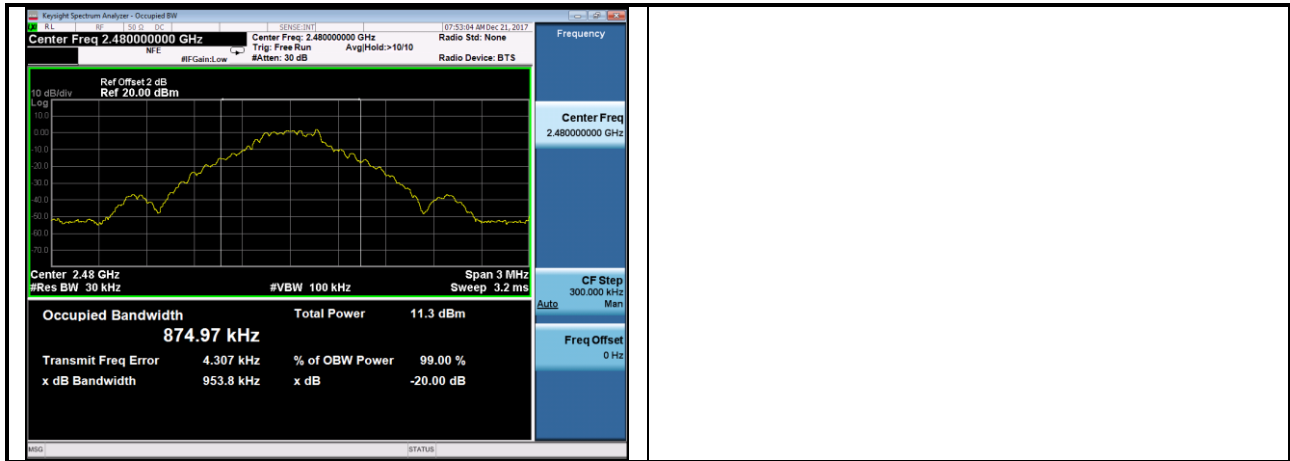 Keysight Spectrum Analyzer - Occupied BW
RL RF 50 Ω DC SENSE:INT 07:53:04 AM Dec 21, 2017
Center Freq 2.480000000 GHz Center Freq: 2.480000000 GHz Radio Std: None
NFE Trig: Free Run Avg|Hold:>10/10
#IFGain:Low #Atten: 30 dB Radio Device: BTS
Frequency
Ref Offset 2 dB
10 dB/div Ref 20.00 dBm
Log
10.0
0.00
-10.0
-20.0
-30.0
-40.0
-50.0
-60.0
-70.0
Center 2.48 GHz Span 3 MHz
#Res BW 30 kHz #VBW 100 kHz Sweep 3.2 ms
Center Freq
2.480000000 GHz
CF Step
300.000 kHz
Auto Man
Freq Offset
0 Hz
Occupied Bandwidth Total Power 11.3 dBm
874.97 kHz
Transmit Freq Error 4.307 kHz % of OBW Power 99.00 %
x dB Bandwidth 953.8 kHz x dB -20.00 dB
MSG STATUS